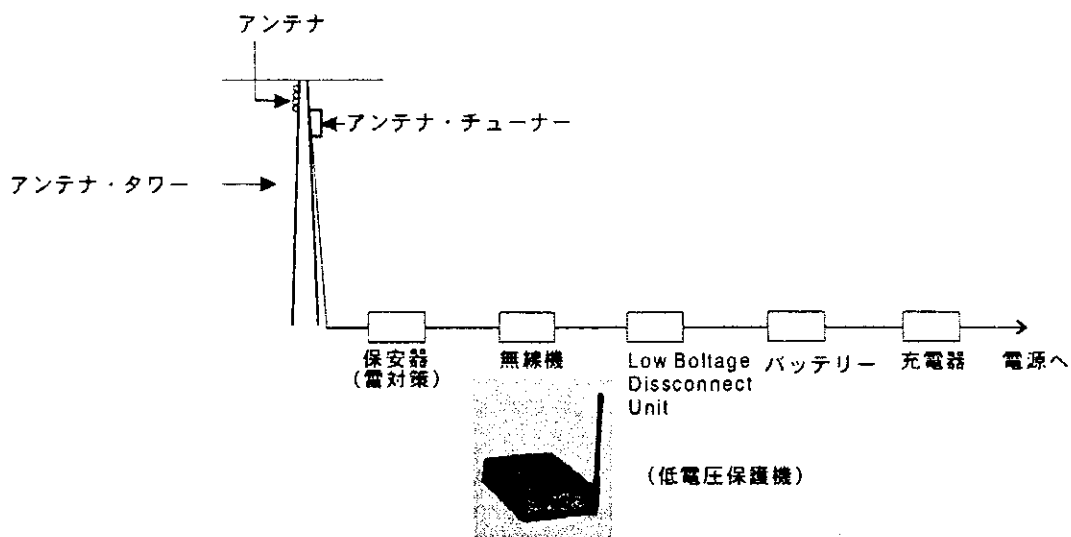 アンテナ
アンテナ・チューナー
アンテナ・タワー
保安器
(雷対策)
無線機
Low Boltage
Dissconnect
Unit
バッテリー
充電器
電源へ
(低電圧保護機)